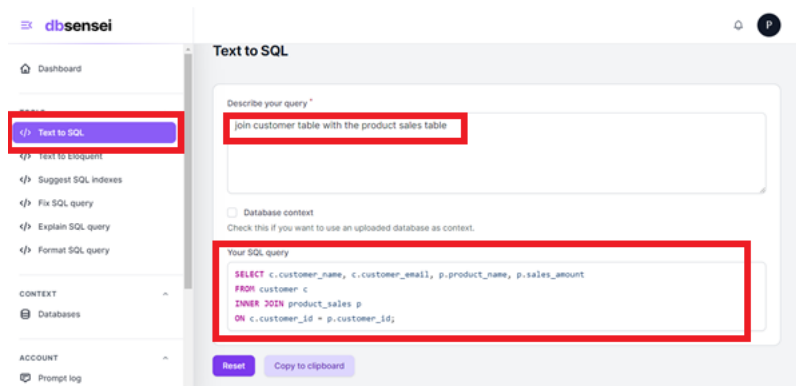 dbsensei
P
Dashboard
TOOLS
</> Text to SQL
</> Text to Eloquent
</> Suggest SQL indexes
</> Fix SQL query
</> Explain SQL query
</> Format SQL query
CONTEXT
Databases
ACCOUNT
Prompt log
Text to SQL
Describe your query *
join customer table with the product sales table
Database context
Check this if you want to use an uploaded database as context.
Your SQL query
SELECT c.customer_name, c.customer_email, p.product_name, p.sales_amount
FROM customer c
INNER JOIN product_sales p
ON c.customer_id = p.customer_id;
Reset
Copy to clipboard